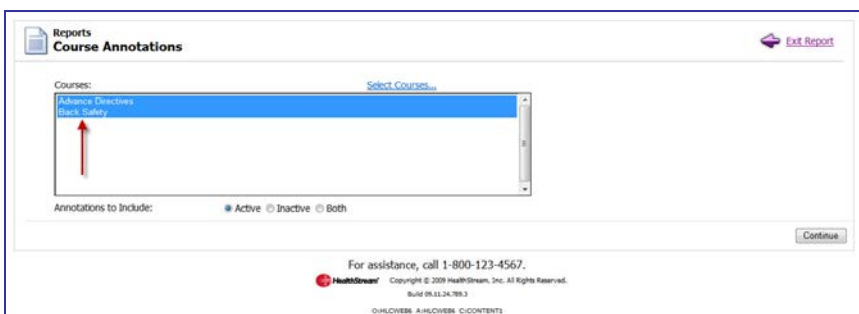 Reports
Course Annotations
Exit Report
Courses:
Select Courses...
Advance Directives
Back Safety
Annotations to Include:
Active Inactive Both
Continue
For assistance, call 1-800-123-4567.
HealthStream Copyright © 2009 HealthStream, Inc. All Rights Reserved.
Build 09.11.24.789.3
O:HLCWEB6 A:HLCWEB6 C:CONTENT1